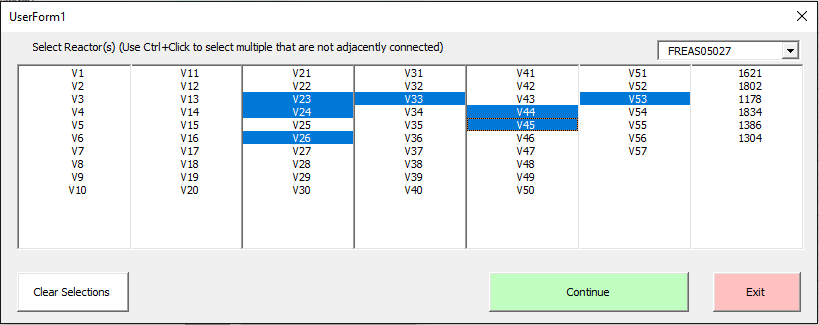 UserForm1
Select Reactor(s) (Use Ctrl+Click to select multiple that are not adjacently connected)
FREAS05027
V1 V11 V21 V31 V41 V51 1621
V2 V12 V22 V32 V42 V52 1802
V3 V13 V23 V33 V43 V53 1178
V4 V14 V24 V34 V44 V54 1834
V5 V15 V25 V35 V45 V55 1386
V6 V16 V26 V36 V46 V56 1304
V7 V17 V27 V37 V47 V57
V8 V18 V28 V38 V48
V9 V19 V29 V39 V49
V10 V20 V30 V40 V50
Clear Selections
Continue
Exit